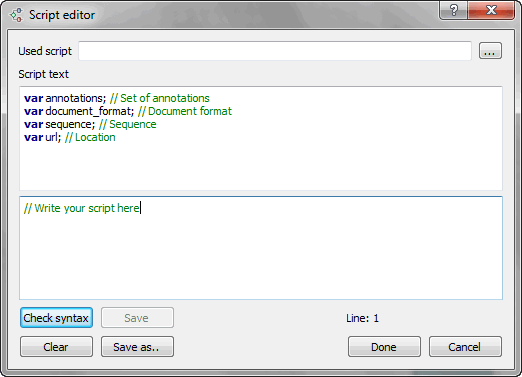 Script editor
Used script
...
Script text
var annotations; // Set of annotations
var document_format; // Document format
var sequence; // Sequence
var url; // Location
// Write your script here
Check syntax Save Line: 1
Clear Save as.. Done Cancel